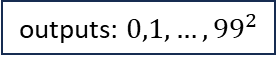 outputs: 0,1, … , 99²